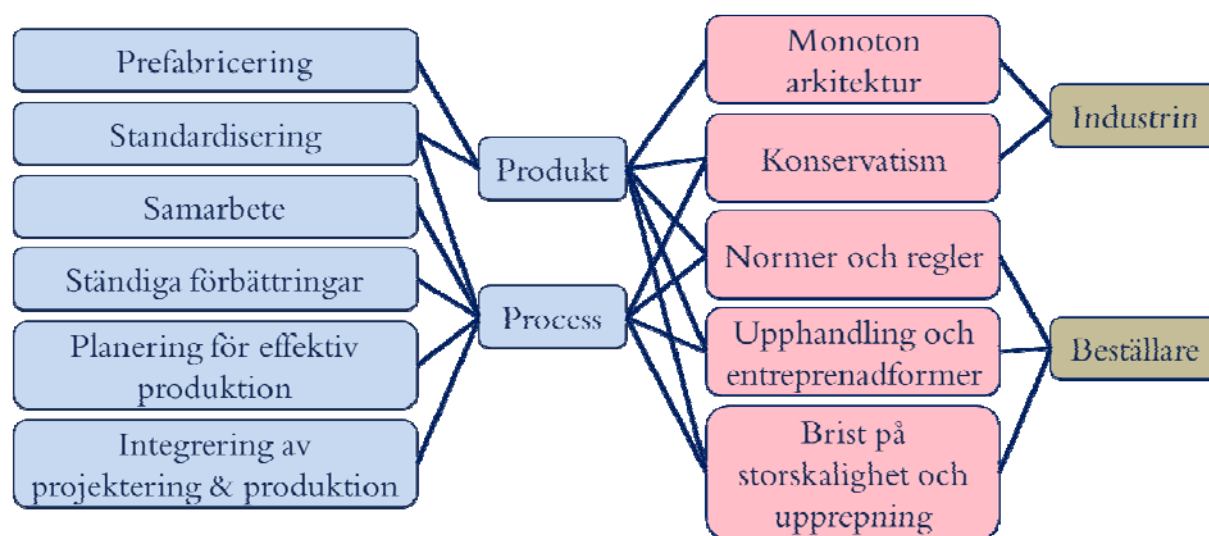 Prefabricering
Standardisering
Samarbete
Ständiga förbättringar
Planering för effektiv
produktion
Integrering av
projektering & produktion
Produkt
Process
Monoton
arkitektur
Konservatism
Normer och regler
Upphandling och
entreprenadformer
Brist på
storskalighet och
upprepning
Industrin
Beställare